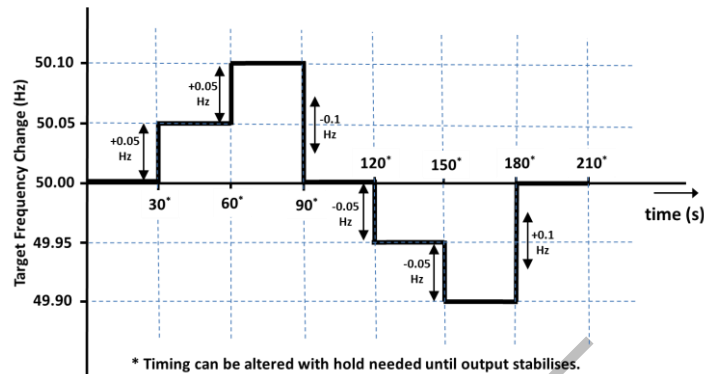 Target Frequency Change (Hz)
50.10
50.05
50.00
49.95
49.90
+0.05
Hz
+0.05
Hz
-0.1
Hz
-0.05
Hz
-0.05
Hz
+0.1
Hz
30*
60*
90*
120*
150*
180*
210*
time (s)
* Timing can be altered with hold needed until output stabilises.